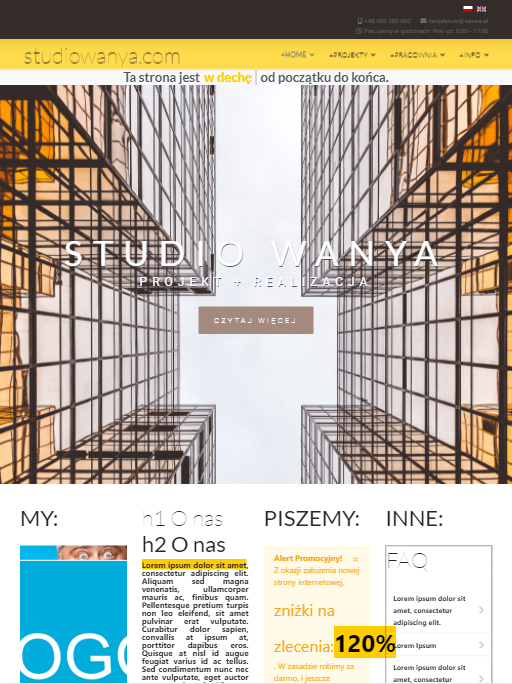 +48 000 000 000 twojebiuro@nazwa.pl
Pracujemy w godzinach: Pon.-pt. 9:00 - 17:00
studiowanya.com +HOME +PROJEKTY +PRACOWNIA +INFO
Ta strona jest w dechę od początku do końca.
STUDIO WANYA
PROJEKT + REALIZACJA
CZYTAJ WIĘCEJ
MY:
OGO
h1 O nas
h2 O nas
Lorem ipsum dolor sit amet,
consectetur adipiscing elit.
Aliquam sed magna
venenatis, ullamcorper
mauris ac, finibus quam.
Pellentesque pretium turpis
non leo eleifend, sit amet
pulvinar erat vulputate.
Curabitur dolor sapien,
convallis at ipsum at,
porttitor dapibus eros.
Quisque at nisl id augue
feugiat varius id ac tellus.
Sed condimentum nunc nec
ante vulputate, eget auctor
PISZEMY:
Alert Promocyjny! ×
Z okazji założenia nowej
strony internetowej,
zniżki na
zlecenia:120%
. W zasadzie robimy za
darmo, i jeszcze
INNE:
FAQ
Lorem ipsum dolor sit
amet, consectetur
adipiscing elit.
Lorem Ipsum
Lorem ipsum dolor sit
amet, consectetur